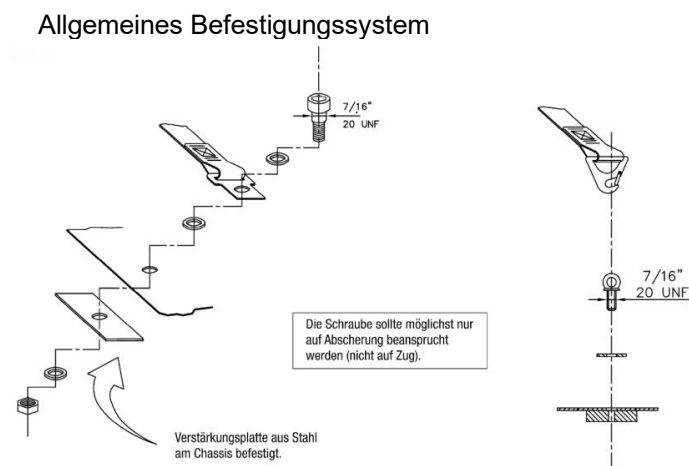 Allgemeines Befestigungssystem
7/16"
20 UNF
7/16"
20 UNF
Die Schraube sollte möglichst nur
auf Abscherung beansprucht
werden (nicht auf Zug).
Verstärkungsplatte aus Stahl
am Chassis befestigt.